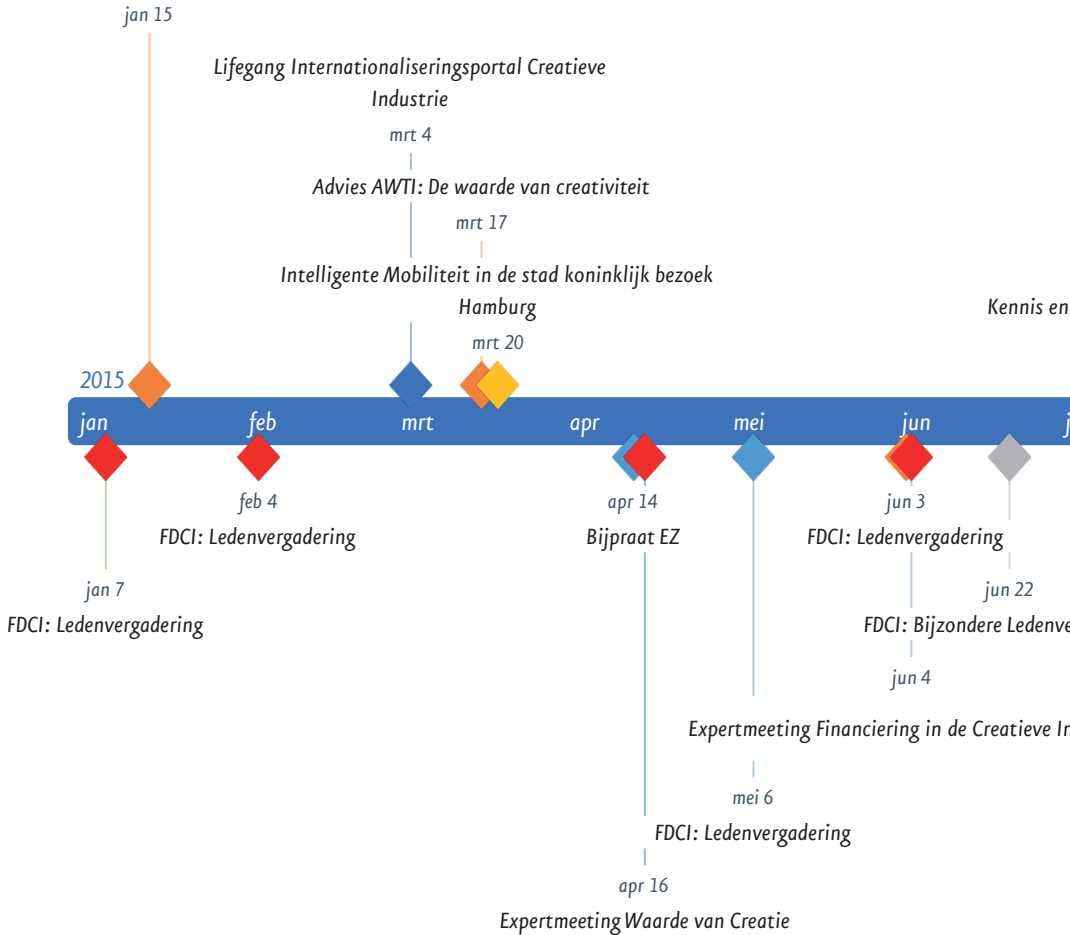 jan 15
Lifegang Internationaliseringsportal Creatieve
Industrie
mrt 4
Advies AWTI: De waarde van creativiteit
mrt 17
Intelligente Mobiliteit in de stad koninklijk bezoek
Hamburg
Kennis en
mrt 20
2015
jan feb mrt apr mei jun j
feb 4
FDCI: Ledenvergadering
apr 14
Bijpraat EZ
jun 3
FDCI: Ledenvergadering
jan 7
FDCI: Ledenvergadering
jun 22
FDCI: Bijzondere Ledenve
jun 4
Expertmeeting Financiering in de Creatieve In
mei 6
FDCI: Ledenvergadering
apr 16
Expertmeeting Waarde van Creatie